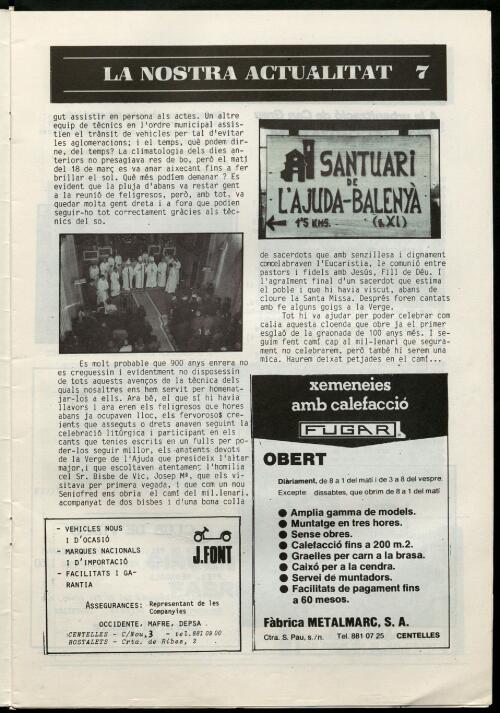 LA NOSTRA ACTUALITAT 7
gut assistir en persona als actes. Un altre
equip de tècnics en l'ordre municipal assis-
tien el trànsit de vehicles per tal d'evitar
les aglomeracions; i el temps, què podem dir-
ne, del temps? La climatologia dels dies an-
teriors no presagiava res de bo, però el matí
del 18 de març es va anar aixecant fins a fer
brillar el sol. Què més podíem demanar ? Es
evident que la pluja d'abans va restar gent
a la reunió de feligresos, però, amb tot, va
quedar molta gent dreta i a fora que podien
seguir-ho tot correctament gràcies als tèc-
nics del so.
Es molt probable que 900 anys enrera no
es creguessin i evidentment no disposessin
de tots aquests avenços de la tècnica dels
quals nosaltres ens hem servit per homenat-
jar-los a ells. Ara bé, el que sí hi havia
llavors i ara eren els feligresos que hores
abans ja ocupaven lloc, els fervorosos cre-
ients que asseguts o drets anaven seguint la
celebració litúrgica i participant en els
cants que tenies escrits en un fulls per po-
der-los seguir millor, els amatents devots
de la Verge de l'Ajuda que presideix l'altar
major,i que escoltaven atentament l'homilia
cel Sr. Bisbe de Vic, Josep Mª, que els vi-
sitava per primera vegada, i que com un nou
Seniofred ens obria el camí del mil.lenari,
acompanyat de dos bisbes i d'una bona colla
SANTUARi
DE
L'AJUDA-BALENYÀ
1'5 KMS. (s.XI)
de sacerdots que amb senzillesa i dignament
concelabraven l'Eucaristia, le comunió entre
pastors i fidels amb Jesús, Fill de Déu. I
l'agraïment final d'un sacerdot que estima
el poble i que hi havia viscut, abans de
cloure la Santa Missa. Després foren cantats
amb fe alguns goigs a la Verge.
Tot hi va ajudar per poder celebrar com
calia aquesta cloenda que obre ja el primer
esglaó de la graonada de 100 anys més. I se-
guim fent camí cap al mil-lenari que segura-
ment no celebrarem, però també hi serem una
mica. Haurem deixat petjades en el camí...
- VEHICLES NOUS
I D'OCASIÓ
- MARQUES NACIONALS
I D'IMPORTACIÓ
- FACILITATS I GA-
RANTIA
J.FONT
ASSEGURANCES: Representant de les
Companyies
OCCIDENTE, MAFRE, DEPSA
CENTELLES - C/Nou,3 - tel.881 09 00
HOSTALETS - Crta. de Ribas, 2
xemeneies
amb calefacció
FUGAR
OBERT
Diàriament, de 8 a 1 del matí i de 3 a 8 del vespre.
Excepte dissabtes, que obrim de 8 a 1 del matí
● Amplia gamma de models.
● Muntatge en tres hores.
● Sense obres.
● Calefacció fins a 200 m.2.
● Graelles per carn a la brasa.
● Caixó per a la cendra.
● Servei de muntadors.
● Facilitats de pagament fins
a 60 mesos.
Fàbrica METALMARC, S. A.
Ctra. S. Pau, s./n. Tel. 881 07 25 CENTELLES